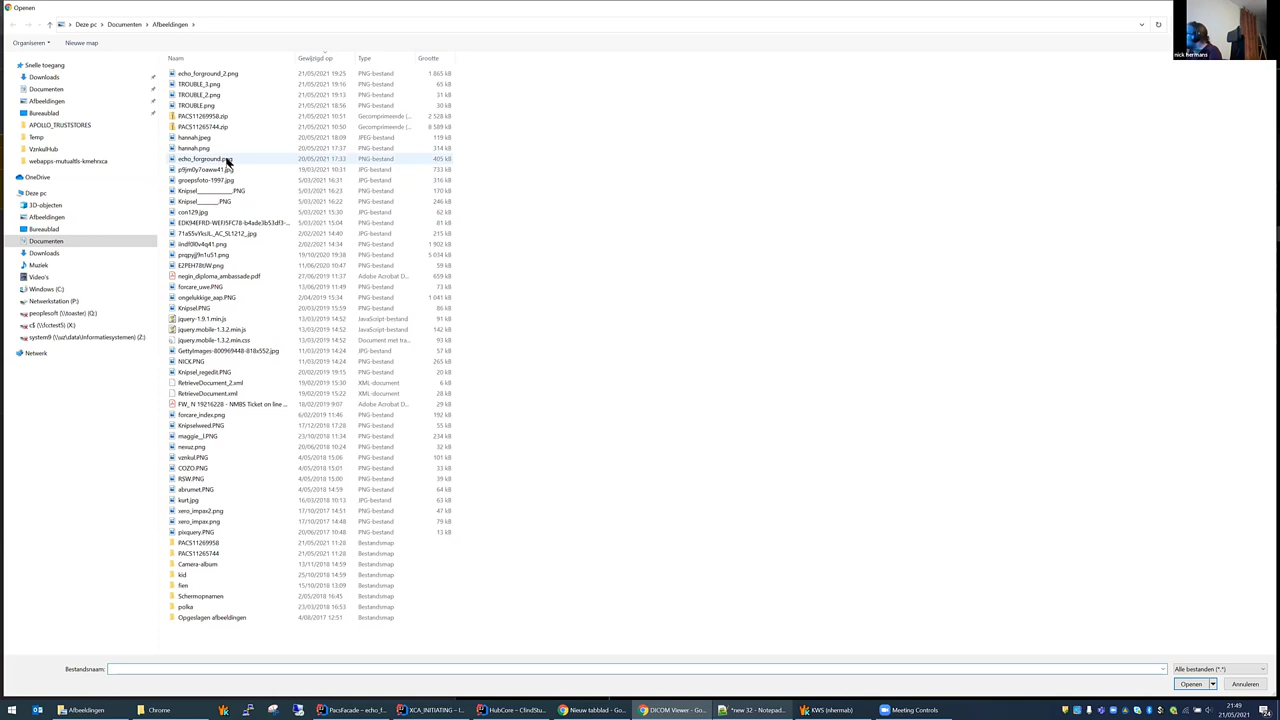 Openen
Deze pc > Documenten > Afbeeldingen >
Organiseren Nieuwe map
nick hermans
Naam Gewijzigd op Type Grootte
Snelle toegang
Downloads
Documenten
Afbeeldingen
Bureaublad
APOLLO_TRUSTSTORES
Temp
VznkulHub
webapps-mutualtls-kmehrxca
OneDrive
Deze pc
3D-objecten
Afbeeldingen
Bureaublad
Documenten
Downloads
Muziek
Video's
Windows (C:)
Netwerkstation (P:)
peoplesoft (\\toaster) (Q:)
c$ (\\fcctest5) (X:)
system9 (\\uz\data\Informatiesystemen) (Z:)
Netwerk
echo_forground_2.png 21/05/2021 19:25 PNG-bestand 1 865 kB
TROUBLE_3.png 21/05/2021 19:16 PNG-bestand 65 kB
TROUBLE_2.png 21/05/2021 19:13 PNG-bestand 31 kB
TROUBLE.png 21/05/2021 18:56 PNG-bestand 30 kB
PACS11269958.zip 21/05/2021 10:51 Gecomprimeerde (... 2 528 kB
PACS11265744.zip 21/05/2021 10:50 Gecomprimeerde (... 8 589 kB
hannah.jpeg 20/05/2021 18:09 JPEG-bestand 119 kB
hannah.png 20/05/2021 17:37 PNG-bestand 314 kB
echo_forground.png 20/05/2021 17:33 PNG-bestand 405 kB
p9jm0y7oaww41.jpg 19/03/2021 10:31 JPG-bestand 733 kB
groepsfoto-1997.jpg 5/03/2021 16:31 JPG-bestand 316 kB
Knipsel____________.PNG 5/03/2021 16:23 PNG-bestand 170 kB
Knipsel_______.PNG 5/03/2021 16:22 PNG-bestand 246 kB
con129.jpg 5/03/2021 15:30 JPG-bestand 62 kB
EDK94EFRD-WEFJ5FC78-b4ade3b53df3-... 5/03/2021 15:04 PNG-bestand 81 kB
71aS5vYksJL._AC_SL1212_.jpg 2/02/2021 14:40 JPG-bestand 215 kB
lindf0l0v4q41.png 2/02/2021 14:34 PNG-bestand 1 902 kB
prqpyjj9n1u51.png 19/10/2020 19:38 PNG-bestand 5 034 kB
E2PEH78tIW.png 11/06/2020 10:47 PNG-bestand 59 kB
negin_diploma_ambassade.pdf 27/06/2019 11:37 Adobe Acrobat D... 659 kB
forcare_uwe.PNG 13/06/2019 11:49 PNG-bestand 73 kB
ongelukkige_aap.PNG 2/04/2019 15:34 PNG-bestand 1 041 kB
Knipsel.PNG 20/03/2019 15:59 PNG-bestand 86 kB
jquery-1.9.1.min.js 13/03/2019 14:52 JavaScript-bestand 91 kB
jquery.mobile-1.3.2.min.js 13/03/2019 14:52 JavaScript-bestand 142 kB
jquery.mobile-1.3.2.min.css 13/03/2019 14:52 Document met tra... 93 kB
GettyImages-800969448-818x552.jpg 11/03/2019 14:24 JPG-bestand 57 kB
NICK.PNG 11/03/2019 14:24 PNG-bestand 265 kB
Knipsel_regedit.PNG 20/02/2019 19:15 PNG-bestand 20 kB
RetrieveDocument_2.xml 19/02/2019 15:30 XML-document 6 kB
RetrieveDocument.xml 19/02/2019 15:22 XML-document 28 kB
FW_ N 19216228 - NMBS Ticket on line ... 18/02/2019 9:07 Adobe Acrobat D... 29 kB
forcare_index.png 6/02/2019 11:46 PNG-bestand 192 kB
Knipselweed.PNG 17/12/2018 17:28 PNG-bestand 55 kB
maggie_J.PNG 23/10/2018 11:34 PNG-bestand 234 kB
nexuz.png 20/06/2018 10:24 PNG-bestand 32 kB
vznkul.PNG 4/05/2018 15:06 PNG-bestand 101 kB
COZO.PNG 4/05/2018 15:01 PNG-bestand 33 kB
RSW.PNG 4/05/2018 15:00 PNG-bestand 39 kB
abrumet.PNG 4/05/2018 14:59 PNG-bestand 64 kB
kurt.jpg 16/03/2018 10:13 JPG-bestand 63 kB
xero_impax2.png 17/10/2017 14:51 PNG-bestand 47 kB
xero_impax.png 17/10/2017 14:48 PNG-bestand 79 kB
pixquery.PNG 20/06/2017 10:48 PNG-bestand 13 kB
PACS11269958 21/05/2021 11:28 Bestandsmap
PACS11265744 21/05/2021 11:28 Bestandsmap
Camera-album 13/11/2018 14:59 Bestandsmap
kid 25/10/2018 14:59 Bestandsmap
fien 15/10/2018 13:09 Bestandsmap
Schermopnamen 2/05/2018 16:45 Bestandsmap
polka 23/03/2018 16:53 Bestandsmap
Opgeslagen afbeeldingen 4/08/2017 12:51 Bestandsmap
Bestandsnaam: Alle bestanden (*.*)
Openen Annuleren
Afbeeldingen Chrome PacsFacade – echo_f... XCA_INITIATING – I... HubCore – ClindStu... Nieuw tabblad - Go... DICOM Viewer - Go... *new 32 - Notepad... KWS (nherma6) Meeting Controls 21:49
21/05/2021 24